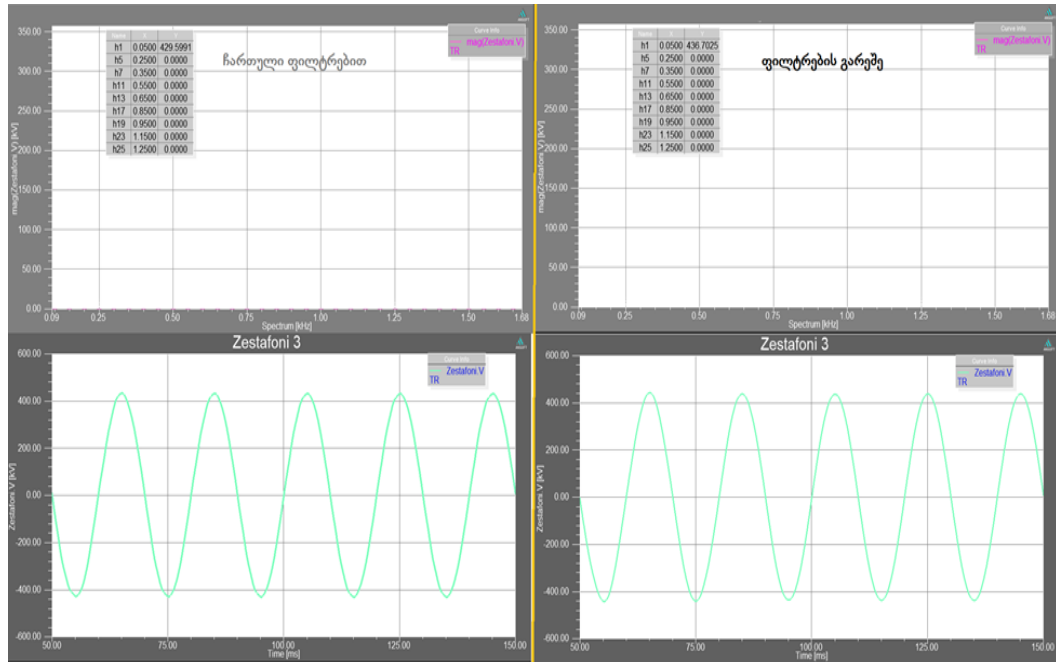 350.00
300.00
250.00
200.00
150.00
100.00
50.00
0.00
mag(Zestafoni.V) [kV]
Name X Y
h1 0.0500 429.5991
h5 0.2500 0.0000
h7 0.3500 0.0000
h11 0.5500 0.0000
h13 0.6500 0.0000
h17 0.8500 0.0000
h19 0.9500 0.0000
h23 1.1500 0.0000
h25 1.2500 0.0000
ჩართული ფილტრებით
Curve Info
mag(Zestafoni.V)
TR
0.09 0.25 0.50 0.75 1.00 1.25 1.50 1.68
Spectrum [kHz]
350.00
300.00
250.00
200.00
150.00
100.00
50.00
0.00
mag(Zestafoni.V) [kV]
Name X Y
h1 0.0500 436.7025
h5 0.2500 0.0000
h7 0.3500 0.0000
h11 0.5500 0.0000
h13 0.6500 0.0000
h17 0.8500 0.0000
h19 0.9500 0.0000
h23 1.1500 0.0000
h25 1.2500 0.0000
ფილტრების გარეშე
Curve Info
mag(Zestafoni.V)
TR
0.09 0.25 0.50 0.75 1.00 1.25 1.50 1.68
Spectrum [kHz]
Zestafoni 3
600.00
400.00
200.00
0.00
-200.00
-400.00
-600.00
Zestafoni.V [kV]
Curve Info
Zestafoni.V
TR
50.00 75.00 100.00 125.00 150.00
Time [ms]
Zestafoni 3
600.00
400.00
200.00
0.00
-200.00
-400.00
-600.00
Zestafoni.V [kV]
Curve Info
Zestafoni.V
TR
50.00 75.00 100.00 125.00 150.00
Time [ms]